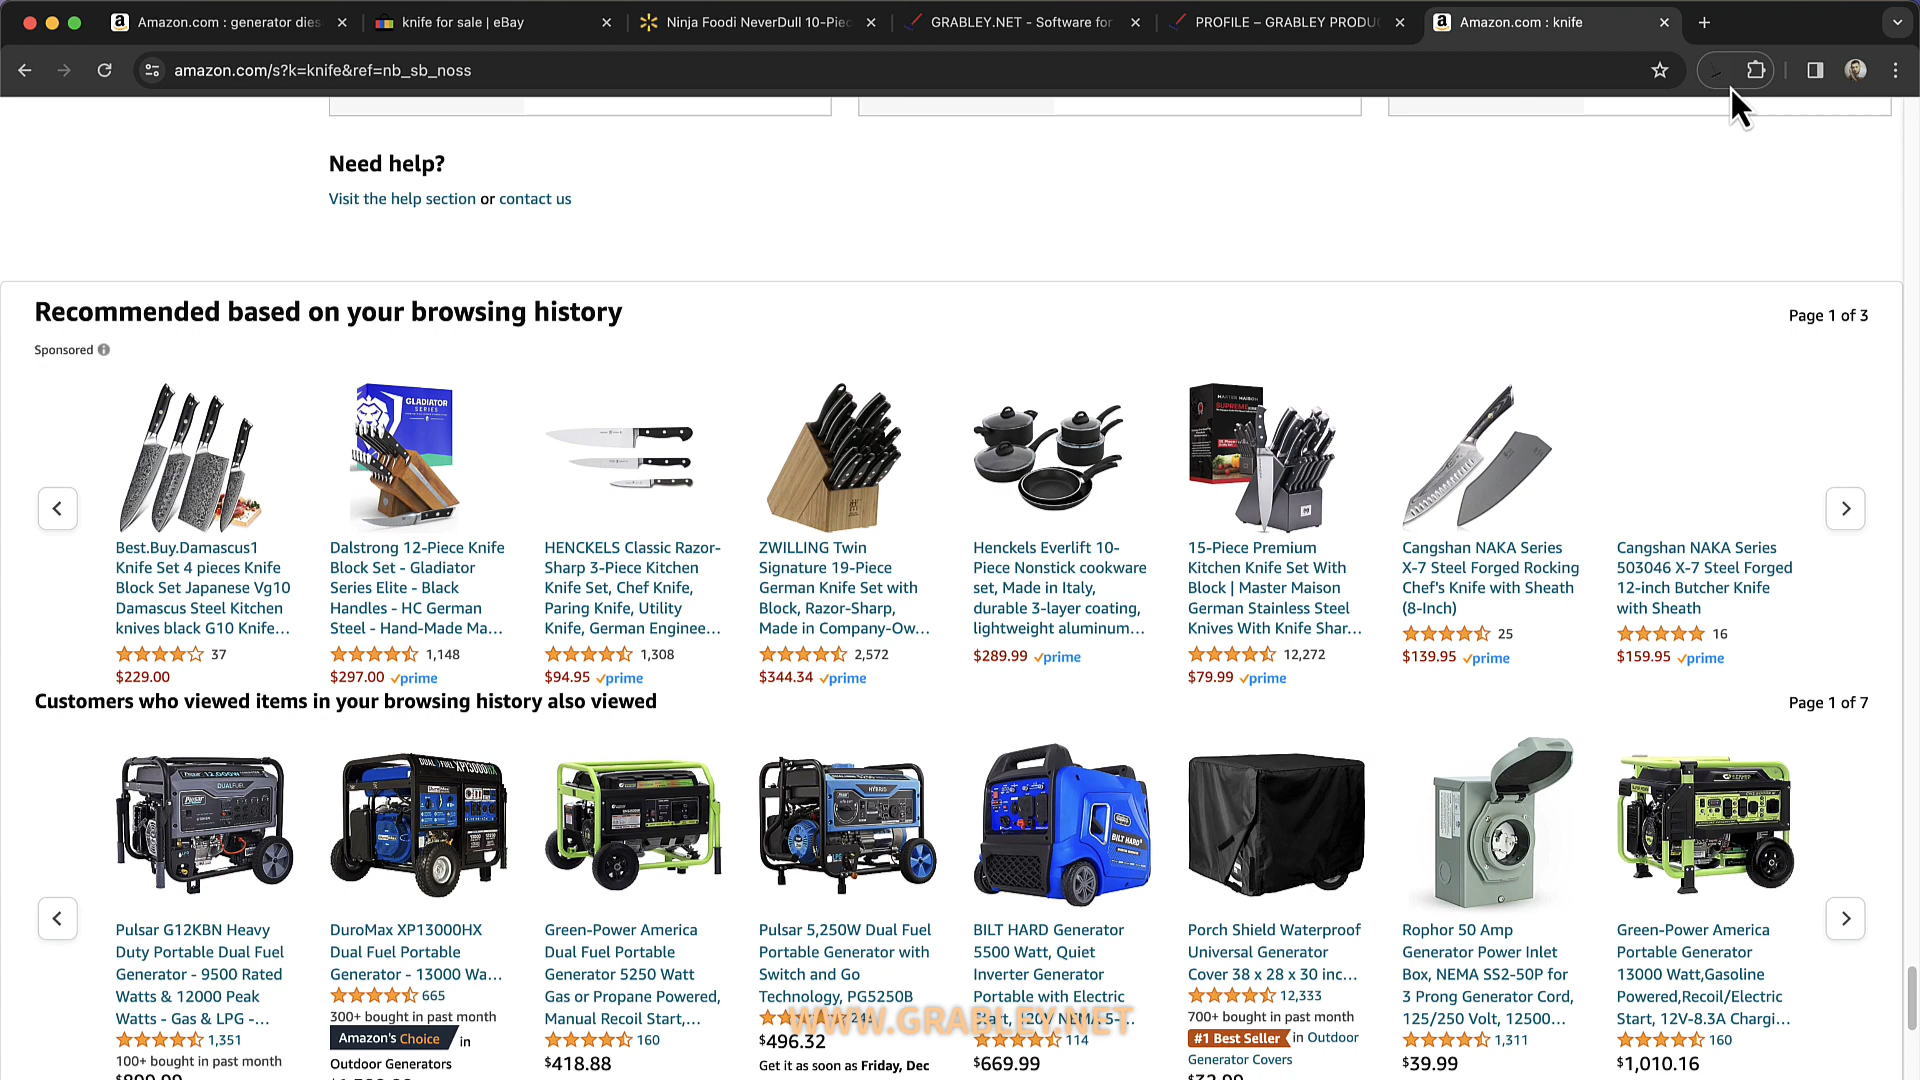 Amazon.com : generator dies
knife for sale | eBay
Ninja Foodi NeverDull 10-Piec
GRABLEY.NET - Software for
PROFILE – GRABLEY PRODUC
Amazon.com : knife
amazon.com/s?k=knife&ref=nb_sb_noss
Need help?
Visit the help section or contact us
Recommended based on your browsing history
Page 1 of 3
Sponsored
Best.Buy.Damascus1
Knife Set 4 pieces Knife
Block Set Japanese Vg10
Damascus Steel Kitchen
knives black G10 Knife...
37
$229.00
GLADIATOR
SERIES
Dalstrong 12-Piece Knife
Block Set - Gladiator
Series Elite - Black
Handles - HC German
Steel - Hand-Made Ma...
1,148
$297.00 prime
HENCKELS Classic Razor-
Sharp 3-Piece Kitchen
Knife Set, Chef Knife,
Paring Knife, Utility
Knife, German Enginee...
1,308
$94.95 prime
ZWILLING Twin
Signature 19-Piece
German Knife Set with
Block, Razor-Sharp,
Made in Company-Ow...
2,572
$344.34 prime
Henckels Everlift 10-
Piece Nonstick cookware
set, Made in Italy,
durable 3-layer coating,
lightweight aluminum...
$289.99 prime
15-Piece Premium
Kitchen Knife Set With
Block | Master Maison
German Stainless Steel
Knives With Knife Shar...
12,272
$79.99 prime
Cangshan NAKA Series
X-7 Steel Forged Rocking
Chef's Knife with Sheath
(8-Inch)
25
$139.95 prime
Cangshan NAKA Series
503046 X-7 Steel Forged
12-inch Butcher Knife
with Sheath
16
$159.95 prime
Customers who viewed items in your browsing history also viewed
Page 1 of 7
Pulsar G12KBN Heavy
Duty Portable Dual Fuel
Generator - 9500 Rated
Watts & 12000 Peak
Watts - Gas & LPG -...
1,351
100+ bought in past month
DuroMax XP13000HX
Dual Fuel Portable
Generator - 13000 Wa...
665
300+ bought in past month
Amazon's Choice in
Outdoor Generators
Green-Power America
Dual Fuel Portable
Generator 5250 Watt
Gas or Propane Powered,
Manual Recoil Start,...
160
$418.88
Pulsar 5,250W Dual Fuel
Portable Generator with
Switch and Go
Technology, PG5250B
$496.32
Get it as soon as Friday, Dec
BILT HARD Generator
5500 Watt, Quiet
Inverter Generator
Portable with Electric
Start, 120V NEMA 5-...
114
$669.99
Porch Shield Waterproof
Universal Generator
Cover 38 x 28 x 30 inc...
12,333
700+ bought in past month
#1 Best Seller in Outdoor
Generator Covers
Rophor 50 Amp
Generator Power Inlet
Box, NEMA SS2-50P for
3 Prong Generator Cord,
125/250 Volt, 12500...
1,311
$39.99
Green-Power America
Portable Generator
13000 Watt,Gasoline
Powered,Recoil/Electric
Start, 12V-8.3A Chargi...
160
$1,010.16
WWW.GRABLEY.NET